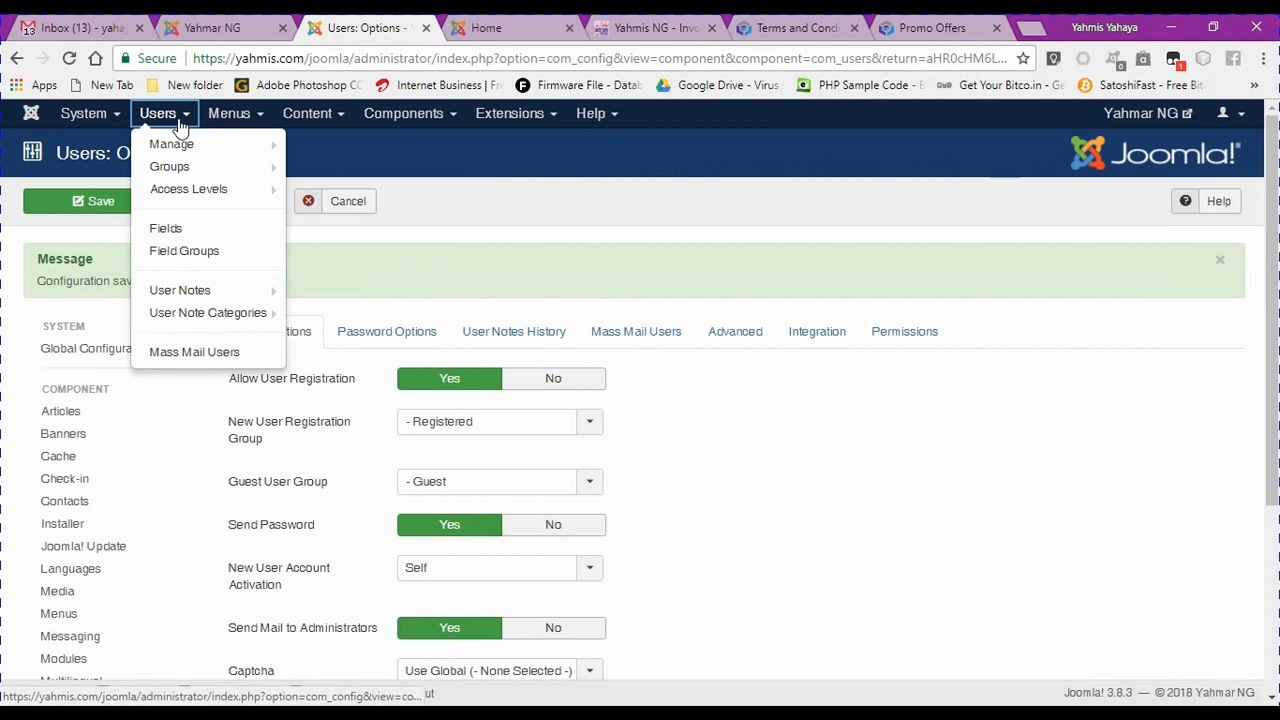 Inbox (13) - yaha
Yahmar NG
Users: Options -
Home
Yahmis NG - Invo
Terms and Condi
Promo Offers
Yahmis Yahaya
Secure
https://yahmis.com/joomla/administrator/index.php?option=com_config&view=component&component=com_users&return=aHR0cHM6L...
Apps
New Tab
New folder
Adobe Photoshop CC
Internet Business | Fr
Firmware File - Datab
Google Drive - Virus
PHP Sample Code - P
Get Your Bitco.in - Ge
SatoshiFast - Free Bitc
System
Users
Menus
Content
Components
Extensions
Help
Yahmar NG
Users: O
Joomla!®
Save
Cancel
Help
Manage
Groups
Access Levels
Fields
Field Groups
User Notes
User Note Categories
Mass Mail Users
Message
Configuration sav
SYSTEM
Global Configura
COMPONENT
Articles
Banners
Cache
Check-in
Contacts
Installer
Joomla! Update
Languages
Media
Menus
Messaging
Modules
tions
Password Options
User Notes History
Mass Mail Users
Advanced
Integration
Permissions
Allow User Registration
Yes
No
New User Registration
Group
- Registered
Guest User Group
- Guest
Send Password
Yes
No
New User Account
Activation
Self
Send Mail to Administrators
Yes
No
Captcha
Use Global (- None Selected -)
https://yahmis.com/joomla/administrator/index.php?option=com_config&view=co...
ut
Joomla! 3.8.3 — © 2018 Yahmar NG